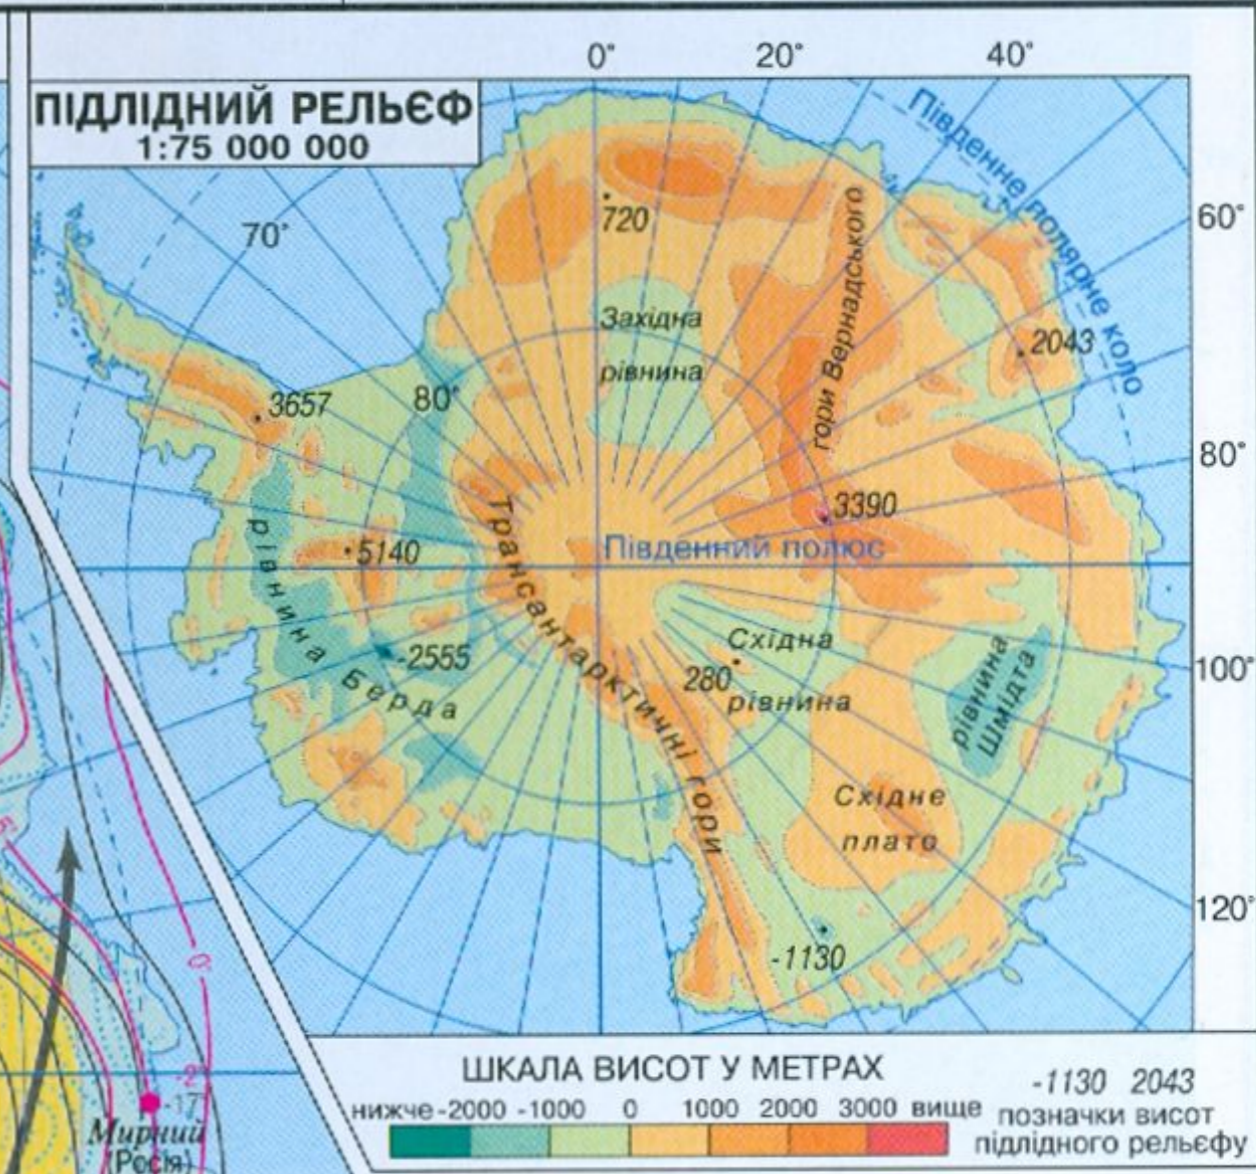 0° 20° 40°
ПІДЛІДНИЙ РЕЛЬЄФ
1:75 000 000
Південне полярне коло
60°
70°
720
Західна
рівнина
гори Вернадського
2043
80°
3657
80°
3390
Південний полюс
5140
Трансантарктичні гори
рівнина Берда
-2555
Східна
280
рівнина
рівнина
Шмідта
100°
Східне
плато
120°
-1130
0
-2
-17
Мирний
(Росія)
ШКАЛА ВИСОТ У МЕТРАХ
нижче -2000 -1000 0 1000 2000 3000 вище
-1130 2043
позначки висот
підлідного рельєфу